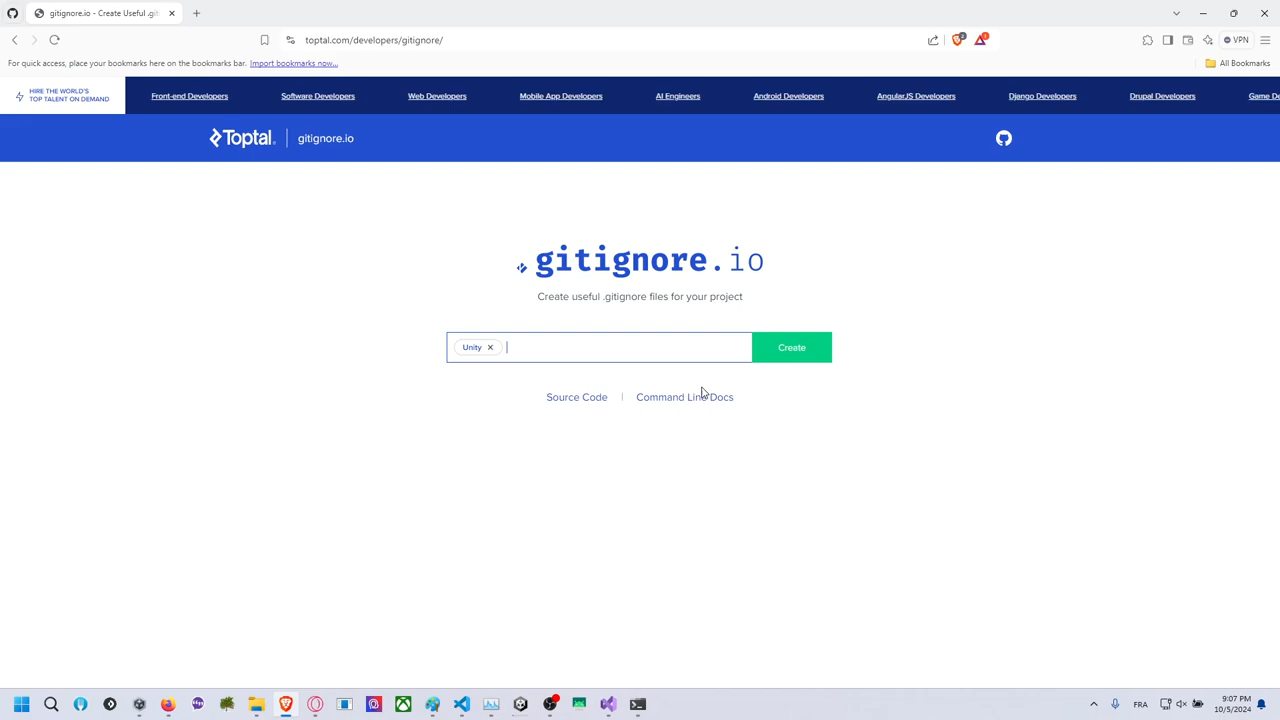 gitignore.io - Create Useful .git
toptal.com/developers/gitignore/
VPN
For quick access, place your bookmarks here on the bookmarks bar. Import bookmarks now...
All Bookmarks
HIRE THE WORLD'S
TOP TALENT ON DEMAND
Front-end Developers
Software Developers
Web Developers
Mobile App Developers
AI Engineers
Android Developers
AngularJS Developers
Django Developers
Drupal Developers
Game De
Toptal.
gitignore.io
.gitignore.io
Create useful .gitignore files for your project
Unity
Create
Source Code
Command Line Docs
FRA
9:07 PM
10/5/2024